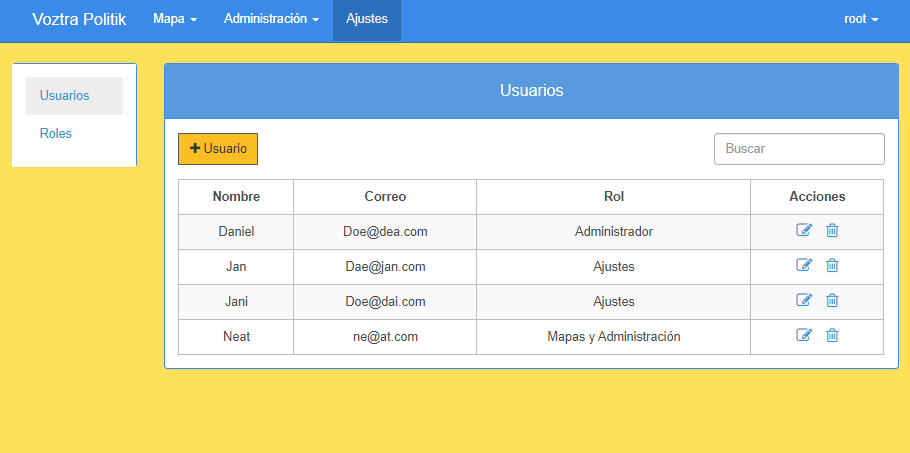 Voztra Politik Mapa Administración Ajustes root
Usuarios
Roles
Usuarios
Usuario Buscar
Nombre Correo Rol Acciones
Daniel Doe@dea.com Administrador
Jan Dae@jan.com Ajustes
Jani Doe@dai.com Ajustes
Neat ne@at.com Mapas y Administración